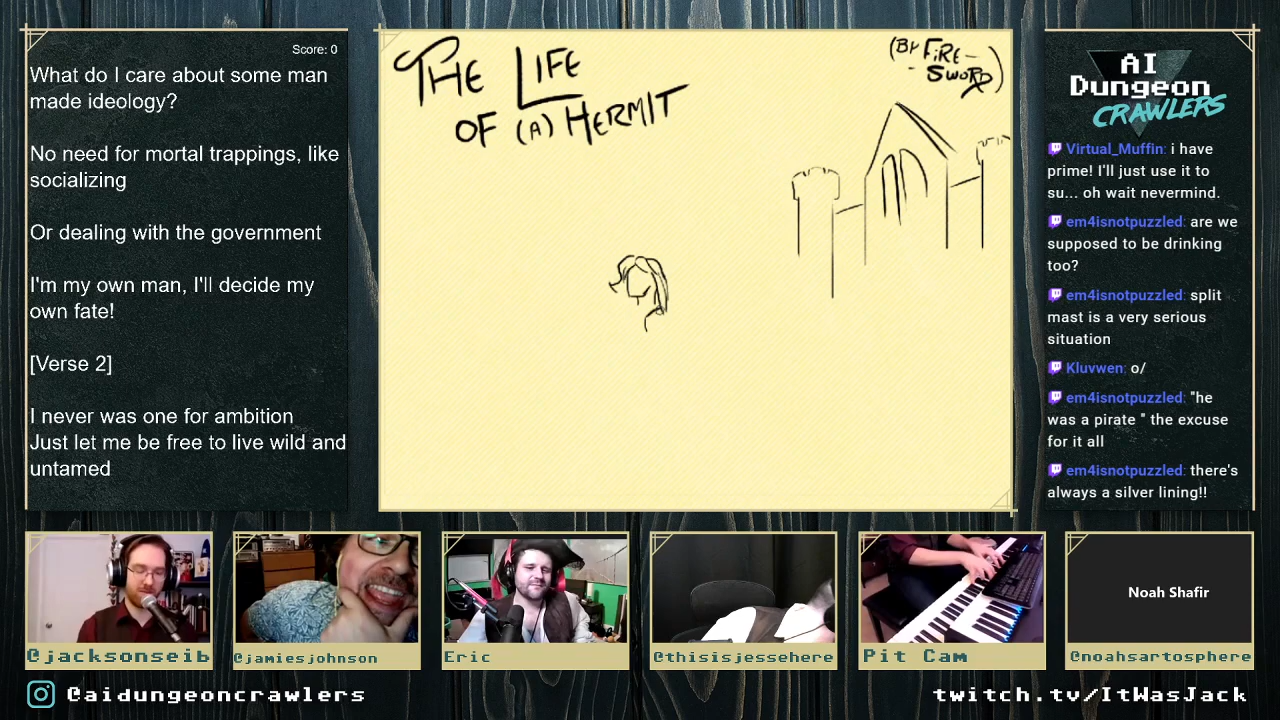 Score: 0
What do I care about some man
made ideology?
No need for mortal trappings, like
socializing
Or dealing with the government
I'm my own man, I'll decide my
own fate!
[Verse 2]
I never was one for ambition
Just let me be free to live wild and
untamed
THE LIFE
OF (A) HERMIT
(BY FIRE-
-SWORD)
AI
Dungeon
CRAWLERS
Virtual_Muffin: i have
prime! I'll just use it to
su... oh wait nevermind.
em4isnotpuzzled: are we
supposed to be drinking
too?
em4isnotpuzzled: split
mast is a very serious
situation
Kluvwen: o/
em4isnotpuzzled: "he
was a pirate " the excuse
for it all
em4isnotpuzzled: there's
always a silver lining!!
@jacksonseib
@jamiesjohnson
Eric
@thisisjessehere
Pit Cam
Noah Shafir
@noahsartosphere
@aidungeoncrawlers
twitch.tv/ItWasJack